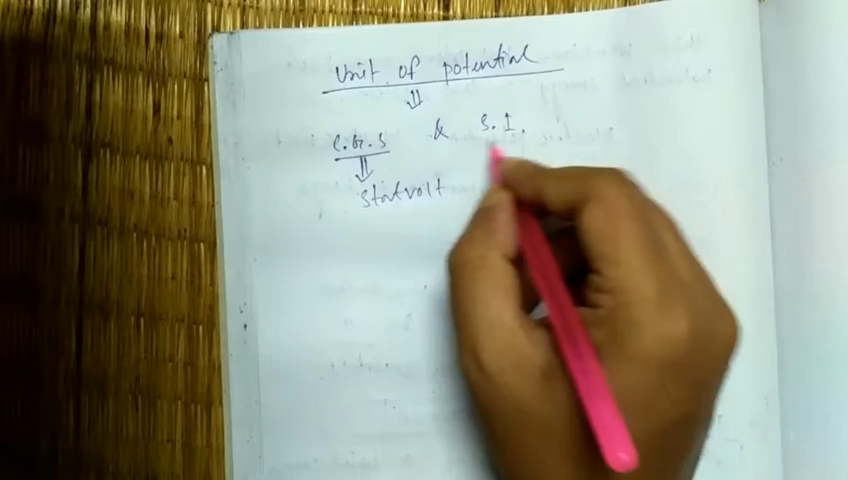 Unit of potential
⇓
C.G.S & S.I.
⇓
Statvolt